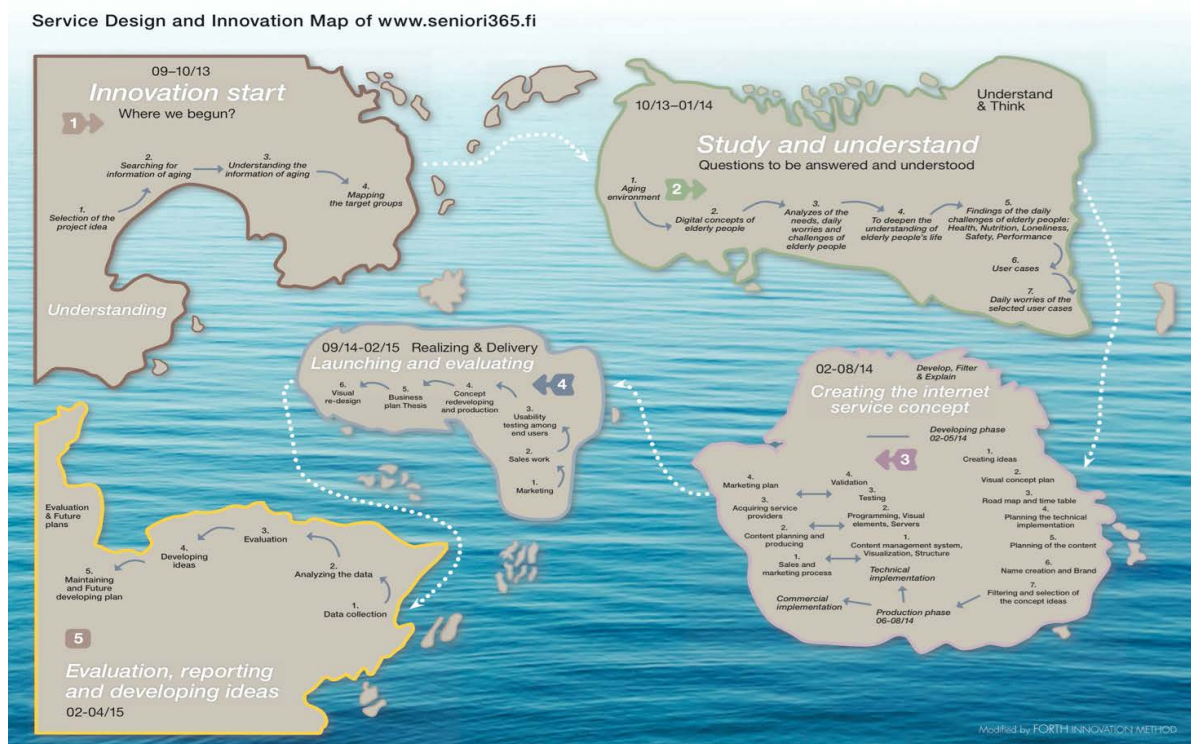 Service Design and Innovation Map of www.seniori365.fi
09–10/13
Innovation start
Where we begun?
1
1.
Selection of the
project idea
2.
Searching for
information of aging
3.
Understanding the
information of aging
4.
Mapping
the target groups
Understanding
10/13–01/14
Understand
& Think
Study and understand
Questions to be answered and understood
2
1.
Aging
environment
2.
Digital concepts of
elderly people
3.
Analyzes of the
needs, daily
worries and
challenges of
elderly people
4.
To deepen the
understanding of
elderly people's life
5.
Findings of the daily
challenges of elderly people:
Health, Nutrition, Loneliness,
Safety, Performance
6.
User cases
7.
Daily worries of the
selected user cases
02-08/14
Develop, Filter
& Explain
Creating the internet
service concept
3
Developing phase
02-05/14
1.
Creating ideas
2.
Visual concept plan
3.
Road map and time table
4.
Planning the technical
implementation
5.
Planning of the content
6.
Name creation and Brand
7.
Filtering and selection of
the concept ideas
Production phase
06-08/14
Technical
implementation
1.
Content management system,
Visualization, Structure
2.
Programming, Visual
elements, Servers
3.
Testing
4.
Validation
Commercial
implementation
1.
Sales and
marketing process
2.
Content planning and
producing
3.
Acquiring service
providers
4.
Marketing plan
09/14-02/15 Realizing & Delivery
Launching and evaluating
4
1.
Marketing
2.
Sales work
3.
Usability
testing among
end users
4.
Concept
redeveloping
and production
5.
Business
plan Thesis
6.
Visual
re-design
Evaluation
& Future
plans
1.
Data collection
2.
Analyzing the data
3.
Evaluation
4.
Developing
ideas
5.
Maintaining
and Future
developing plan
5
Evaluation, reporting
and developing ideas
02-04/15
Modified by FORTH INNOVATION METHOD